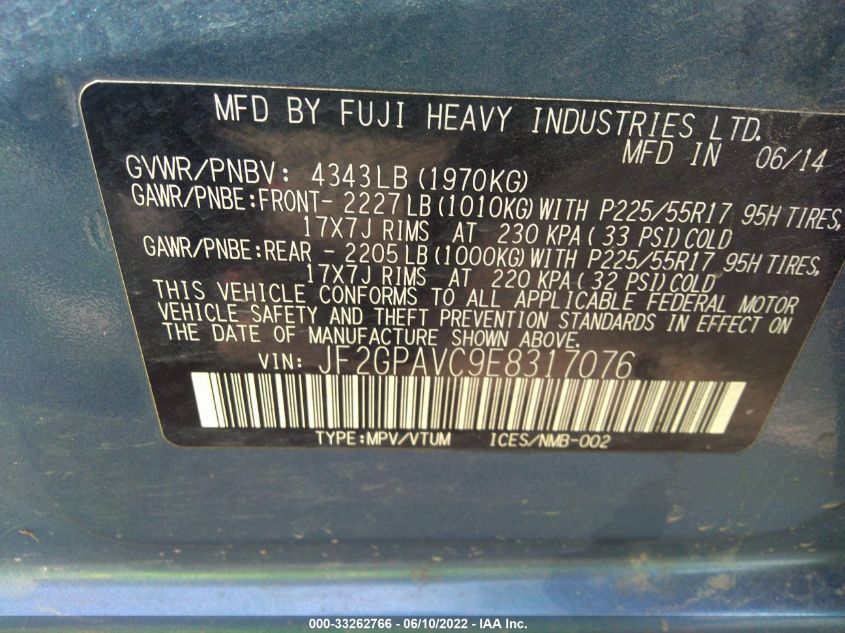 MFD BY FUJI HEAVY INDUSTRIES LTD.
MFD IN 06/14
GVWR/PNBV: 4343LB (1970KG)
GAWR/PNBE:FRONT- 2227 LB (1010KG) WITH P225/55R17 95H TIRES,
17X7J RIMS AT 230 KPA ( 33 PSI) COLD
GAWR/PNBE:REAR - 2205 LB (1000KG) WITH P225/55R17 95H TIRES,
17X7J RIMS AT 220 KPA ( 32 PSI) COLD
THIS VEHICLE CONFORMS TO ALL APPLICABLE FEDERAL MOTOR
VEHICLE SAFETY AND THEFT PREVENTION STANDARDS IN EFFECT ON
THE DATE OF MANUFACTURE SHOWN ABOVE.
VIN: JF2GPAVC9E8317076
TYPE:MPV/VTUM ICES/NMB-002
000-33262766 - 06/10/2022 - IAA Inc.